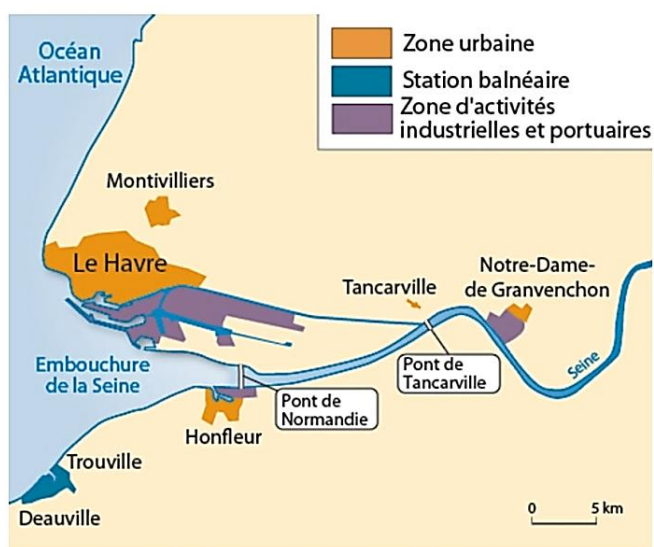 Océan
Atlantique
Zone urbaine
Station balnéaire
Zone d'activités
industrielles et portuaires
Montivilliers
Le Havre
Tancarville
Notre-Dame-
de Granvenchon
Embouchure
de la Seine
Pont de
Normandie
Pont de
Tancarville
Seine
Honfleur
Trouville
Deauville
0 5 km